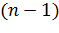 (n − 1)